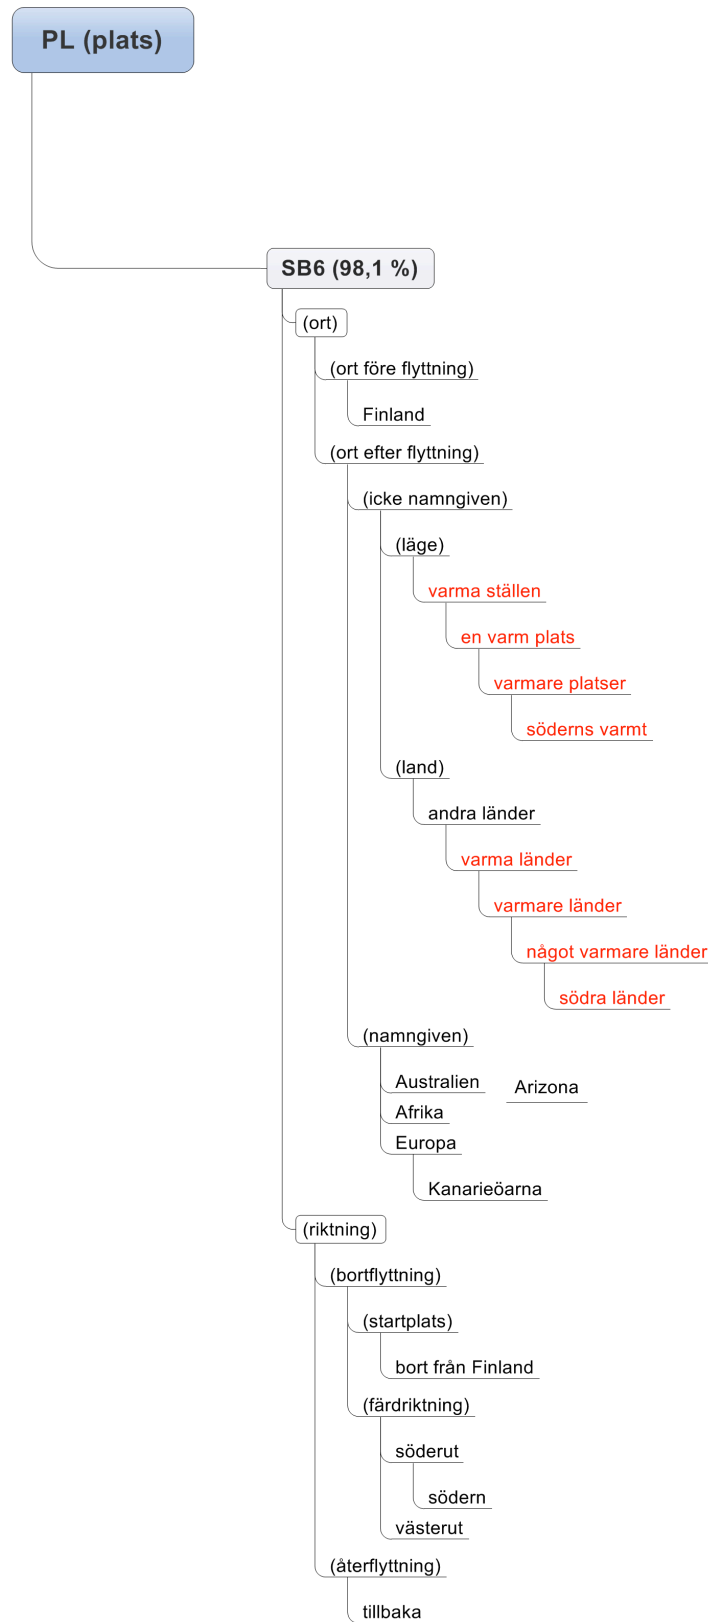 PL (plats)
SB6 (98,1 %)
(ort)
(ort före flyttning)
Finland
(ort efter flyttning)
(icke namngiven)
(läge)
varma ställen
en varm plats
varmare platser
söderns varmt
(land)
andra länder
varma länder
varmare länder
något varmare länder
södra länder
(namngiven)
Australien
Arizona
Afrika
Europa
Kanarieöarna
(riktning)
(bortflyttning)
(startplats)
bort från Finland
(färdriktning)
söderut
södern
västerut
(återflyttning)
tillbaka